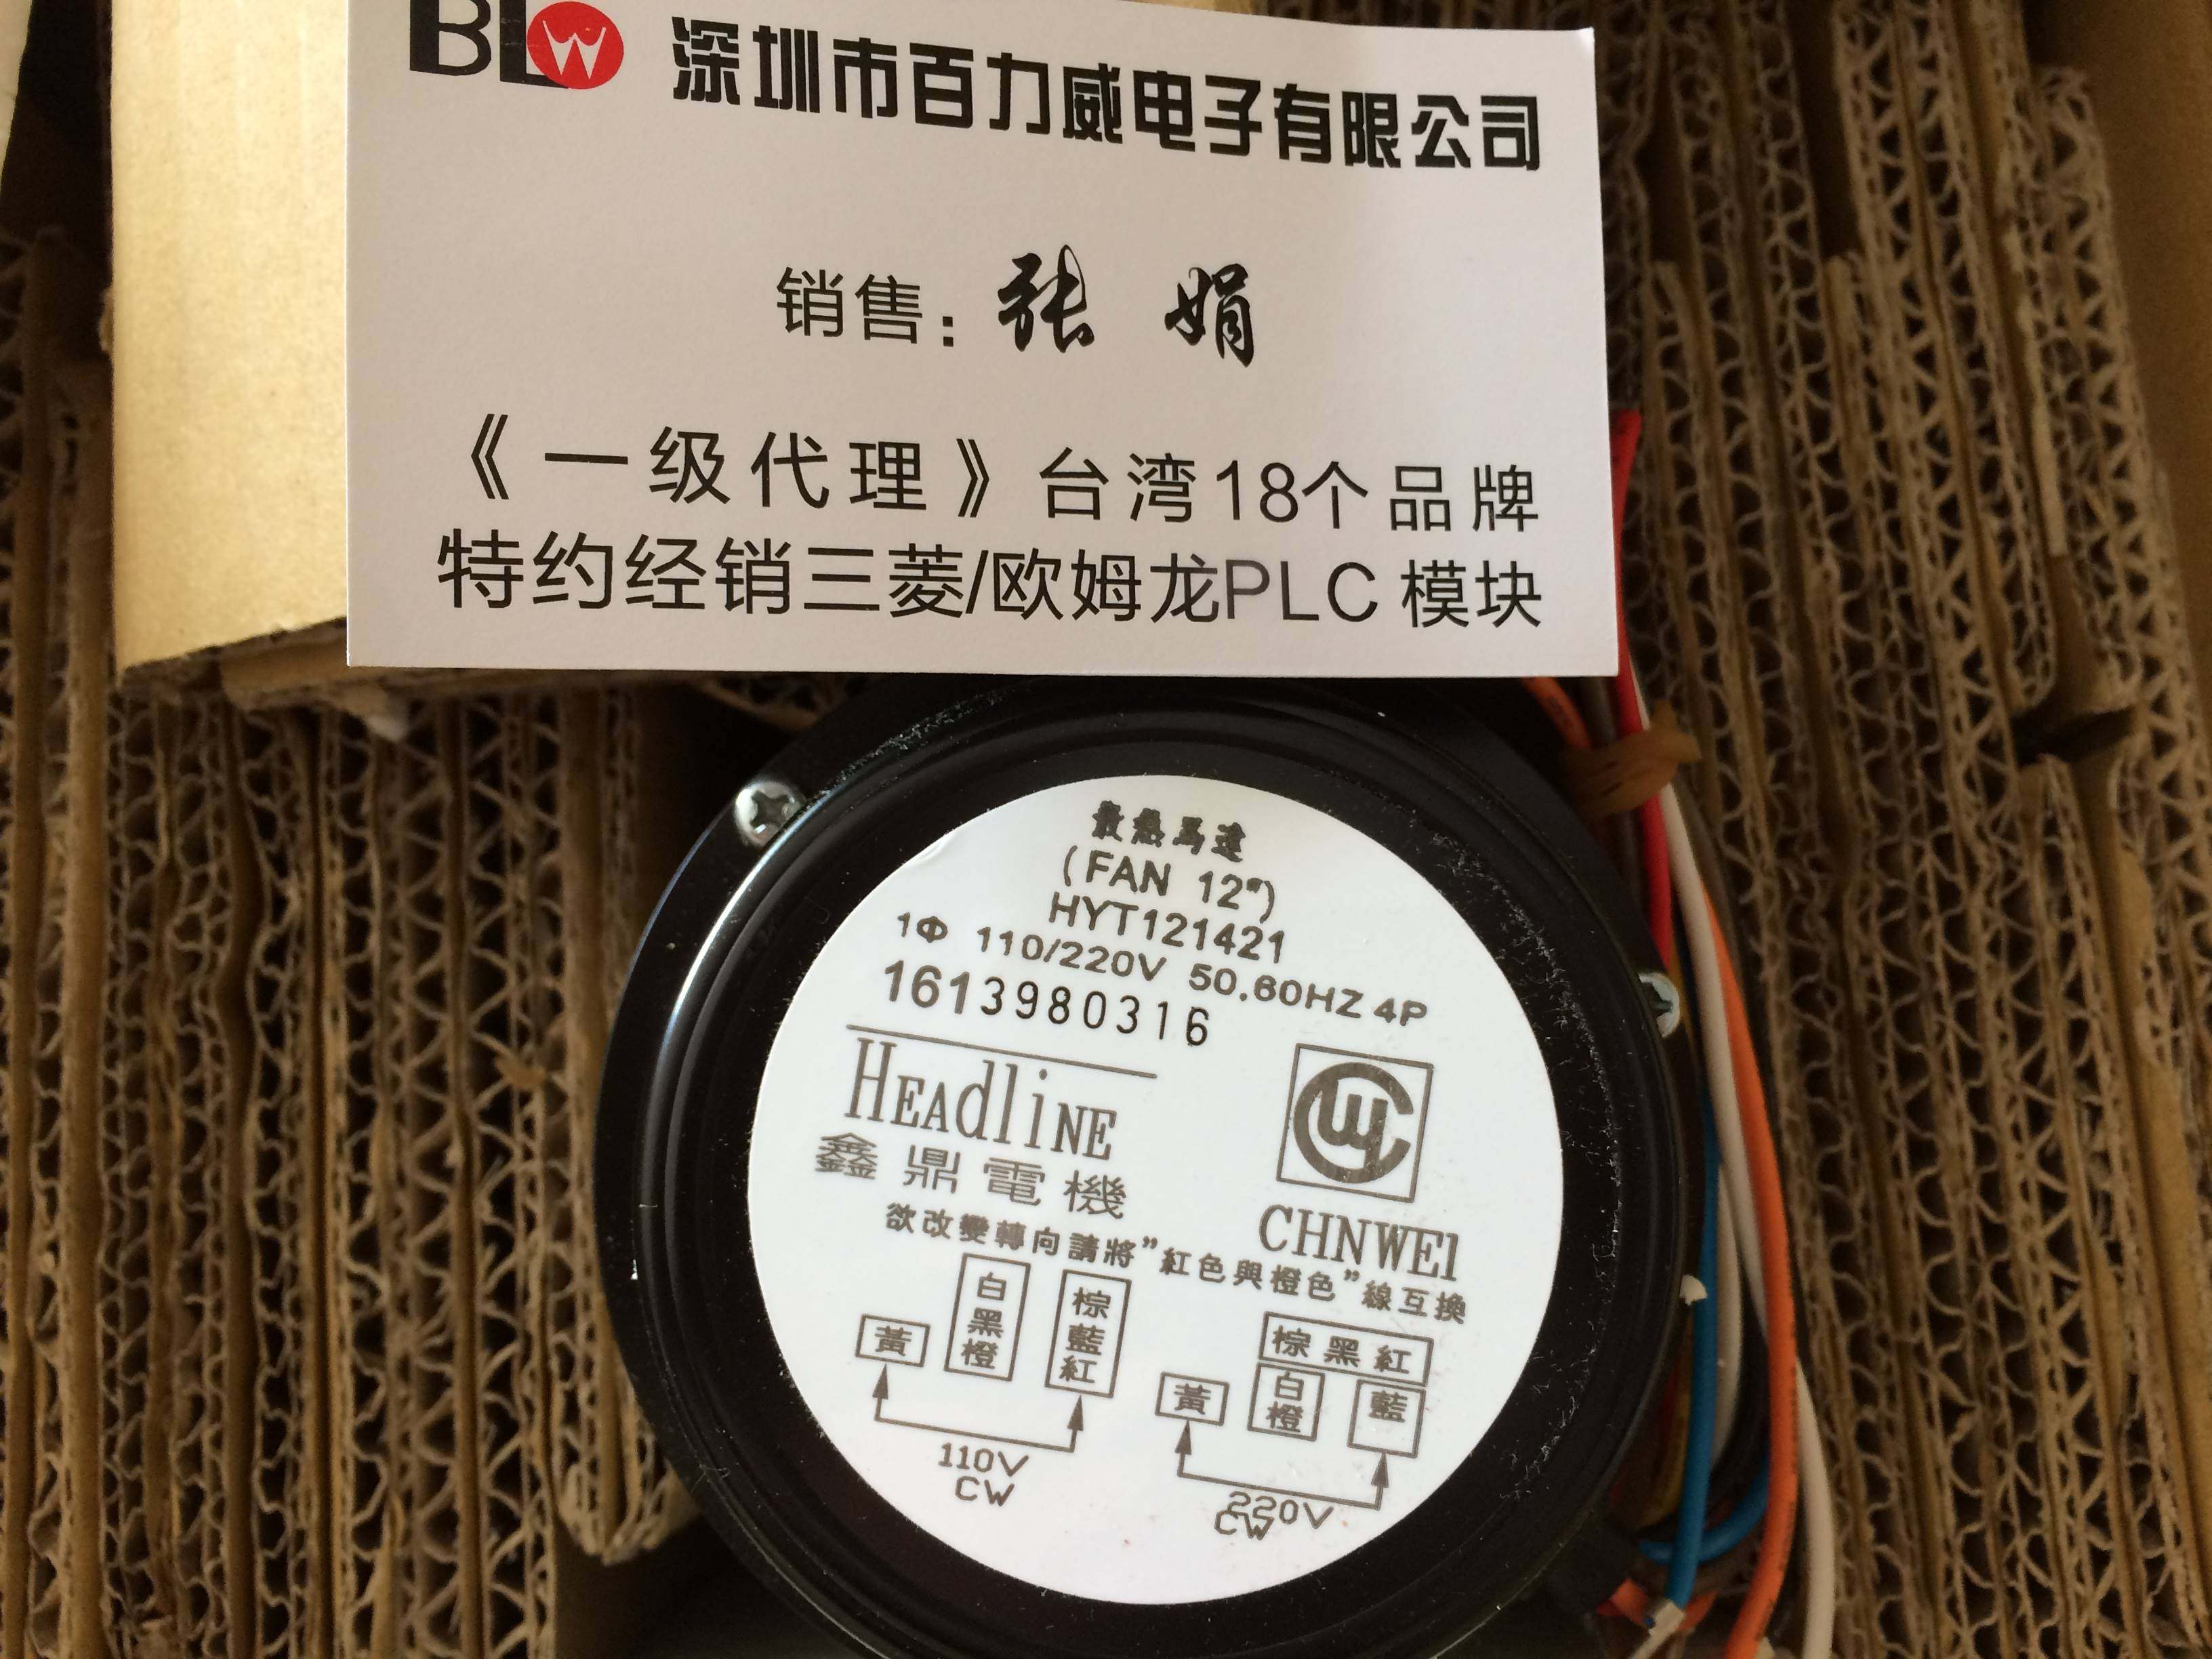 BLW 深圳市百力威电子有限公司
销售：张 娟
《一级代理》台湾18个品牌
特约经销三菱/欧姆龙PLC模块
散熱馬達
(FAN 12")
HYT121421
1Φ 110/220V 50.60HZ 4P
1613980316
HEAdliNE
鑫鼎電機
CHNWEI
欲改變轉向請將”紅色與橙色”線互換
黃
白黑橙
棕藍紅
110V
CW
棕黑紅
黃
白橙
藍
220V
CW